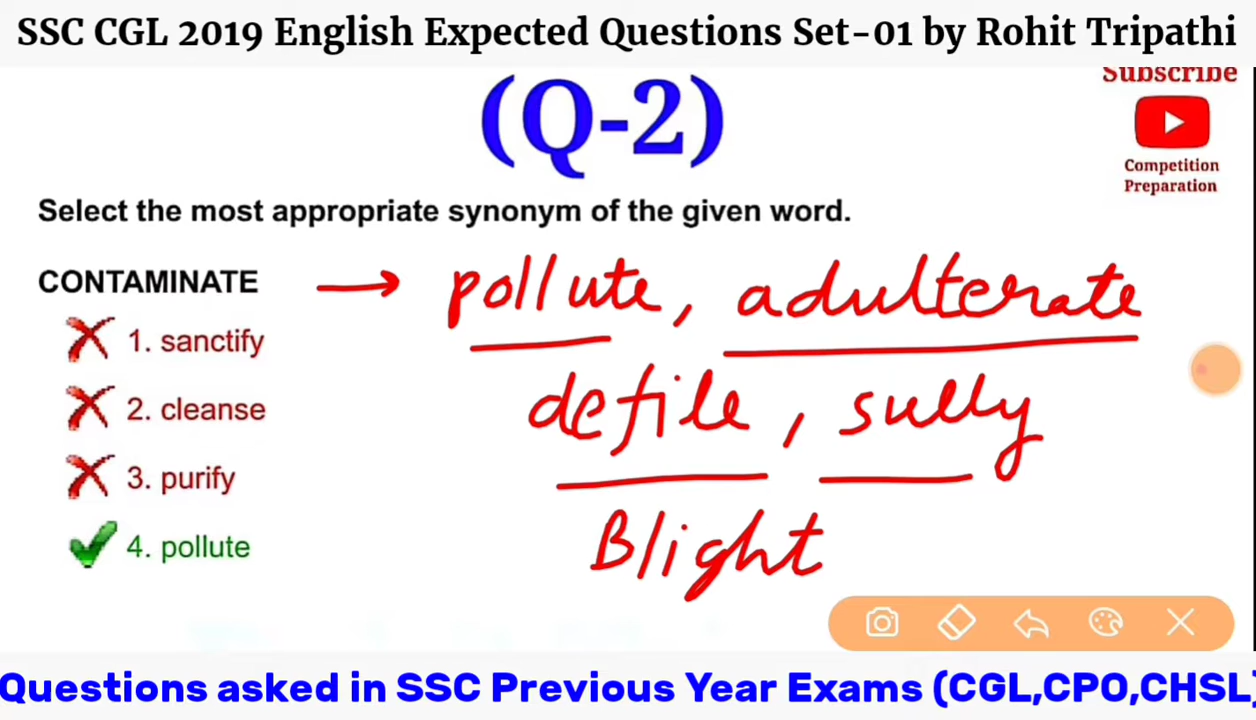 SSC CGL 2019 English Expected Questions Set-01 by Rohit Tripathi
Subscribe
(Q-2)
Competition
Preparation
Select the most appropriate synonym of the given word.
CONTAMINATE → pollute, adulterate
1. sanctify
2. cleanse
defile, sully
3. purify
4. pollute
Blight
Questions asked in SSC Previous Year Exams (CGL,CPO,CHSL)